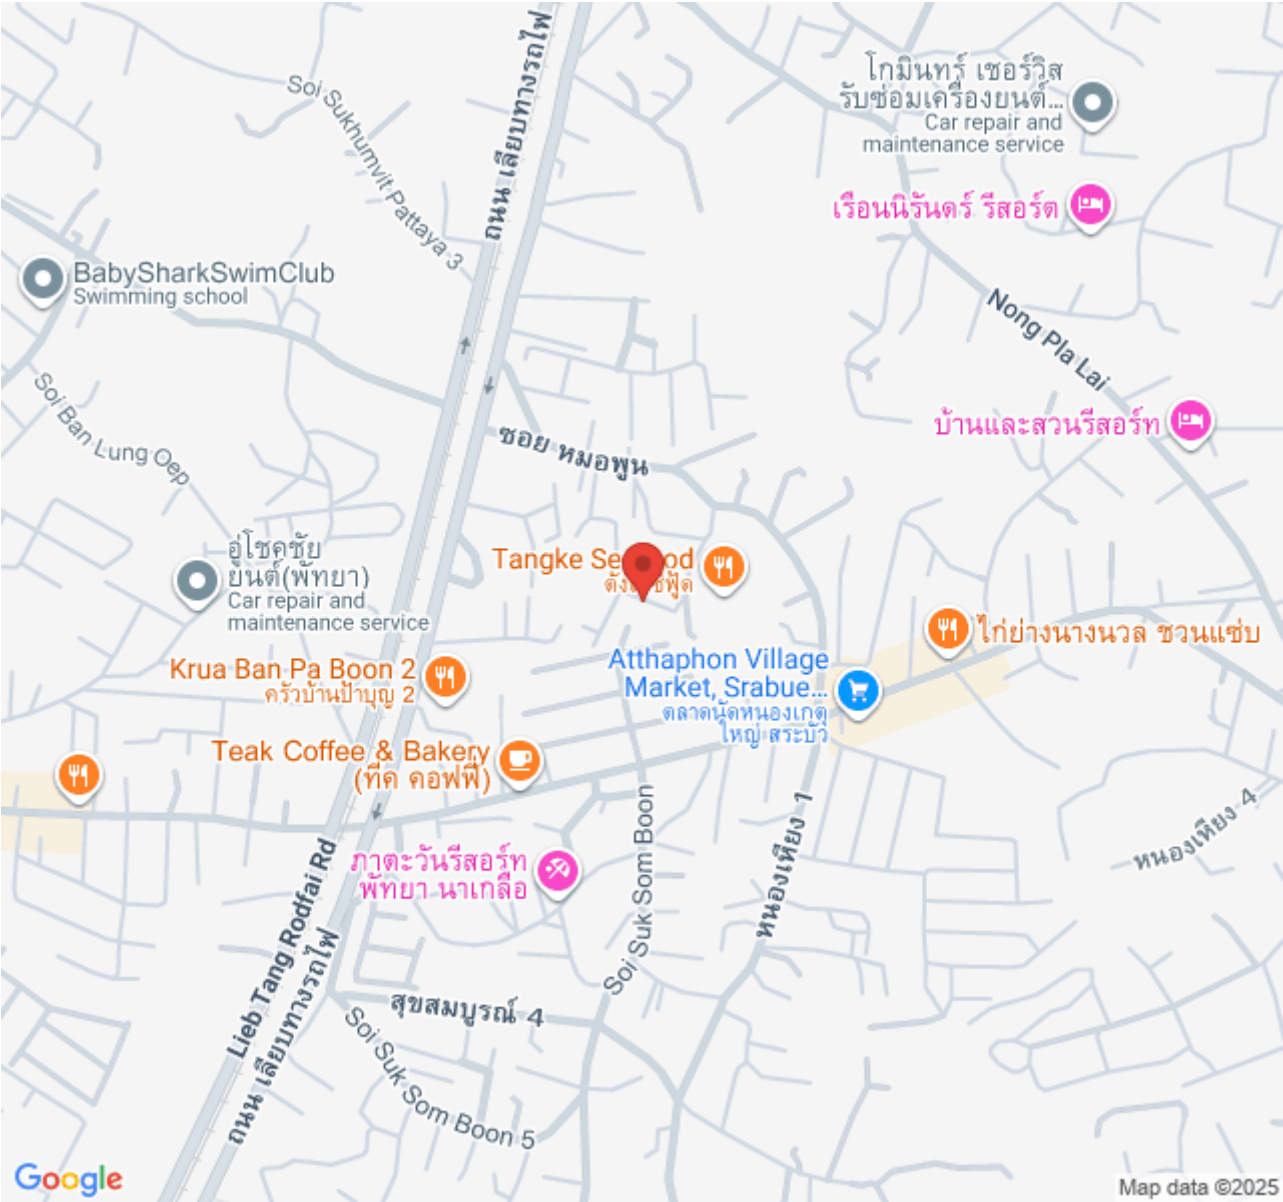 ถนน เลียบทางรถไฟ
โกมินทร์ เซอร์วิส
รับซ่อมเครื่องยนต์...
Car repair and
maintenance service
Soi Sukhumvit Pattaya 3
เรือนนิรันดร์ รีสอร์ต
BabySharkSwimClub
Swimming school
Nong Pla Lai
Soi Ban Lung Oep
บ้านและสวนรีสอร์ท
ซอย หมอพูน
อู่โชคชัย
ยนต์(พัทยา)
Car repair and
maintenance service
Tangke
ไก่ย่างนางนวล ชวนแซ่บ
Krua Ban Pa Boon 2
ครัวบ้านป้าบุญ 2
Atthaphon Village
Market, Srabue...
ตลาดนัดหนองเกตุ
ใหญ่ สระบัว
Teak Coffee & Bakery
(ทีค คอฟฟี่)
Soi Suk Som Boon
หนองเหียง 1
หนองเหียง 4
ภาตะวันรีสอร์ท
พัทยา นาเกลือ
Lieb Tang Rodfai Rd
ถนน เลียบทางรถไฟ
สุขสมบูรณ์ 4
Soi Suk Som Boon 5
Google
Map data ©2025